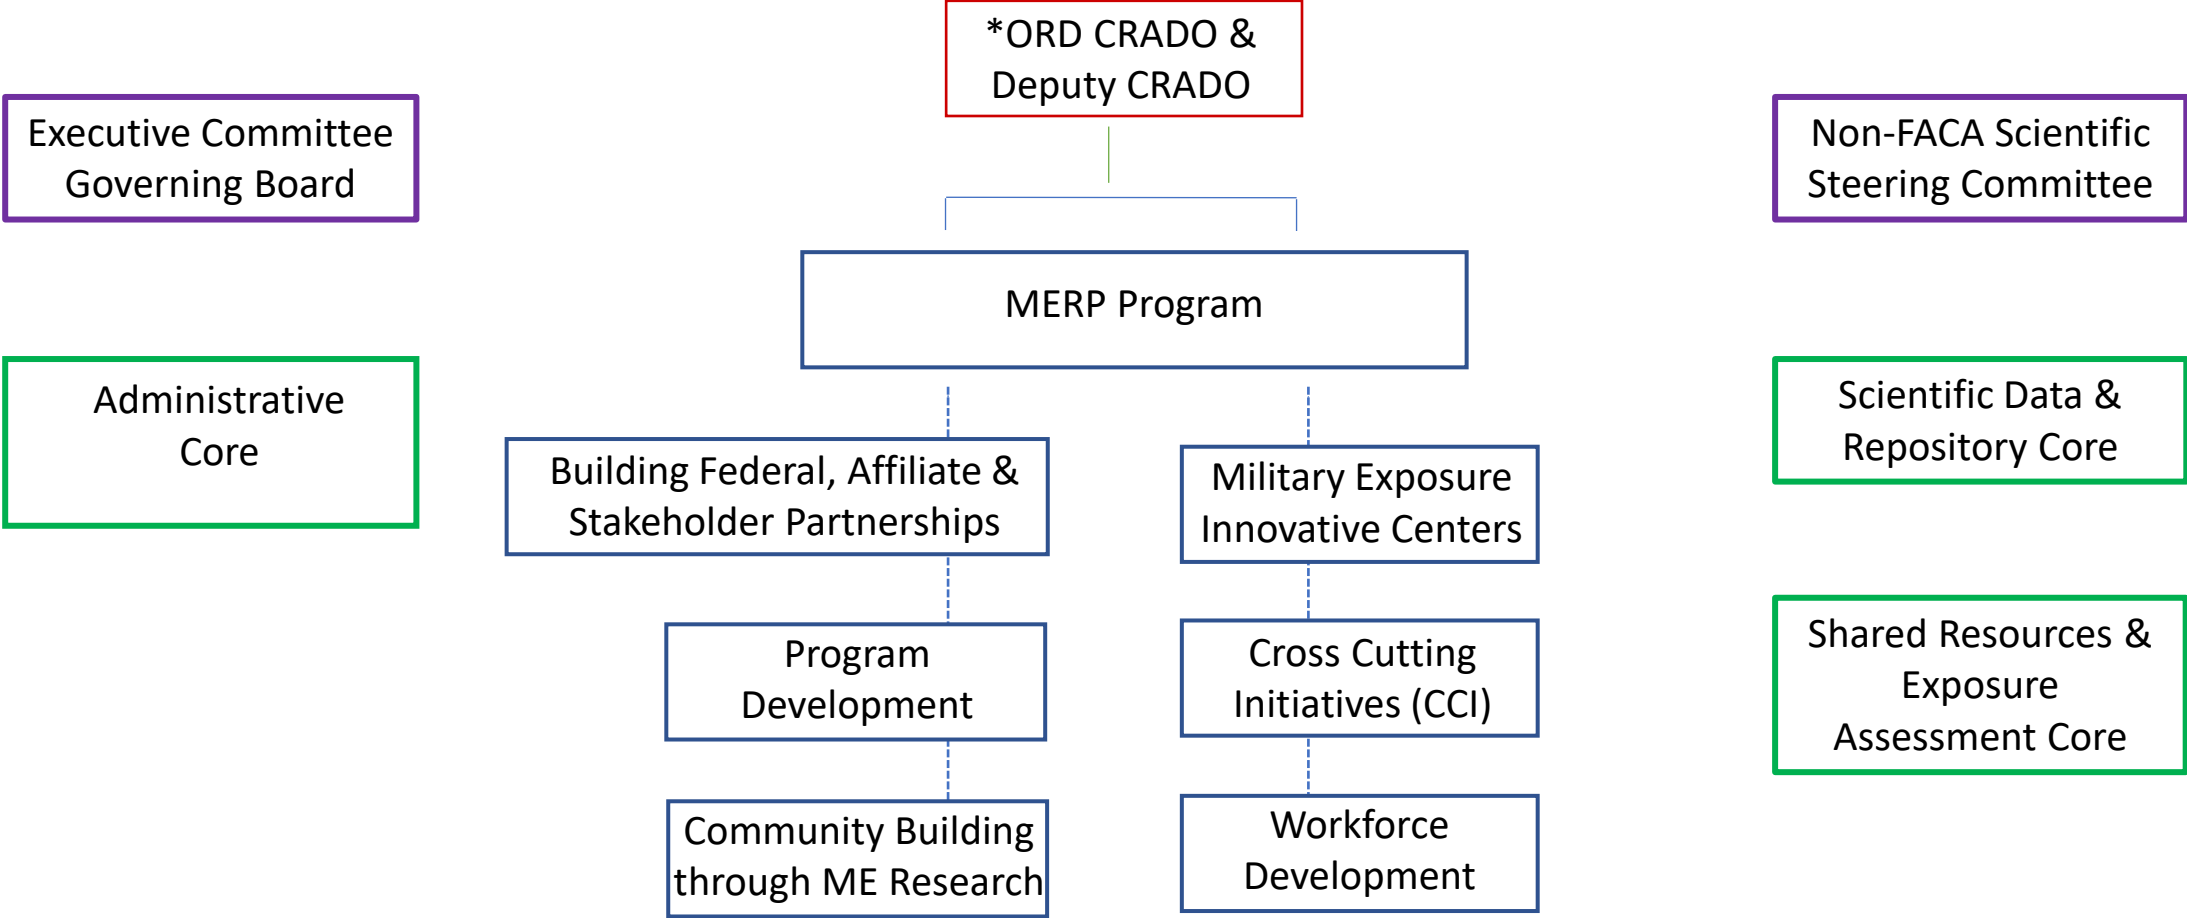 *ORD CRADO &
Deputy CRADO
Executive Committee
Governing Board
Non-FACA Scientific
Steering Committee
MERP Program
Administrative
Core
Scientific Data &
Repository Core
Building Federal, Affiliate &
Stakeholder Partnerships
Military Exposure
Innovative Centers
Program
Development
Cross Cutting
Initiatives (CCI)
Shared Resources &
Exposure
Assessment Core
Community Building
through ME Research
Workforce
Development